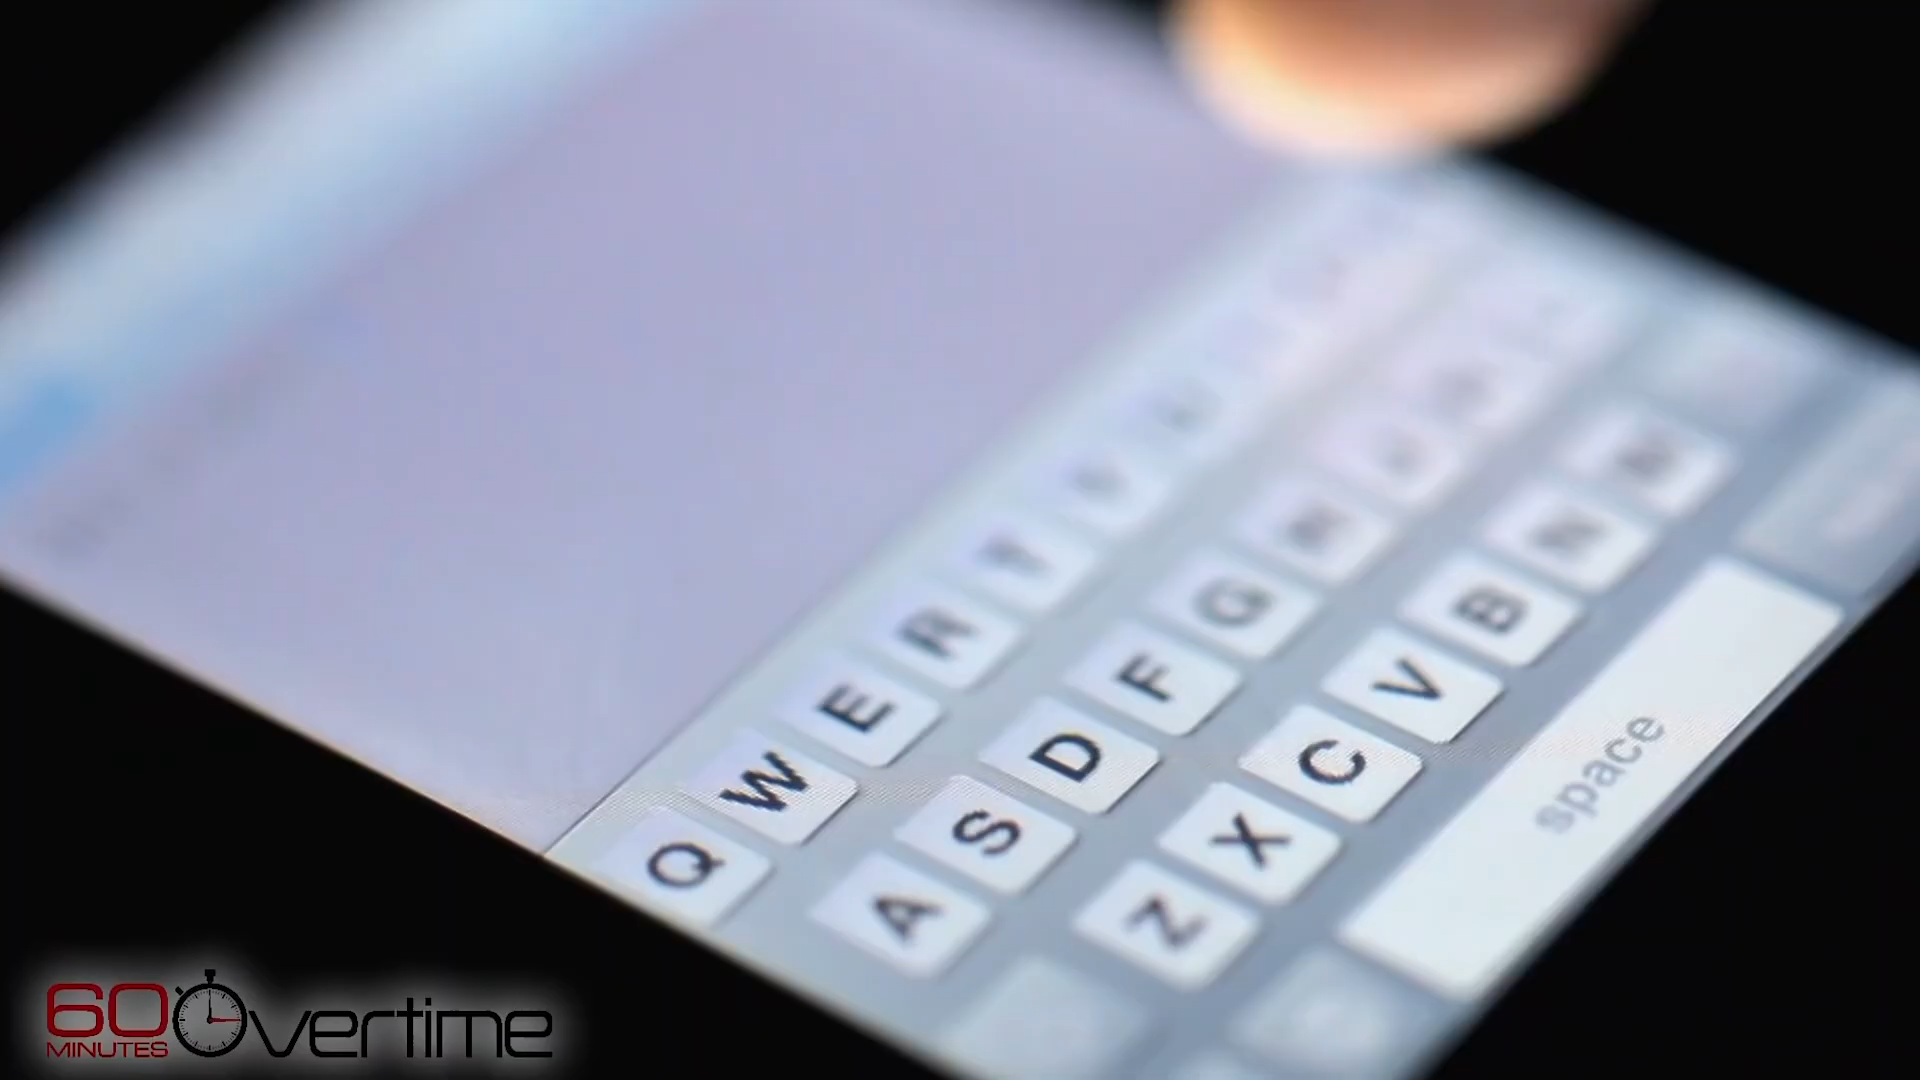 Q W E R T
A S D F G H
Z X C V B N M
space
60 Overtime
MINUTES